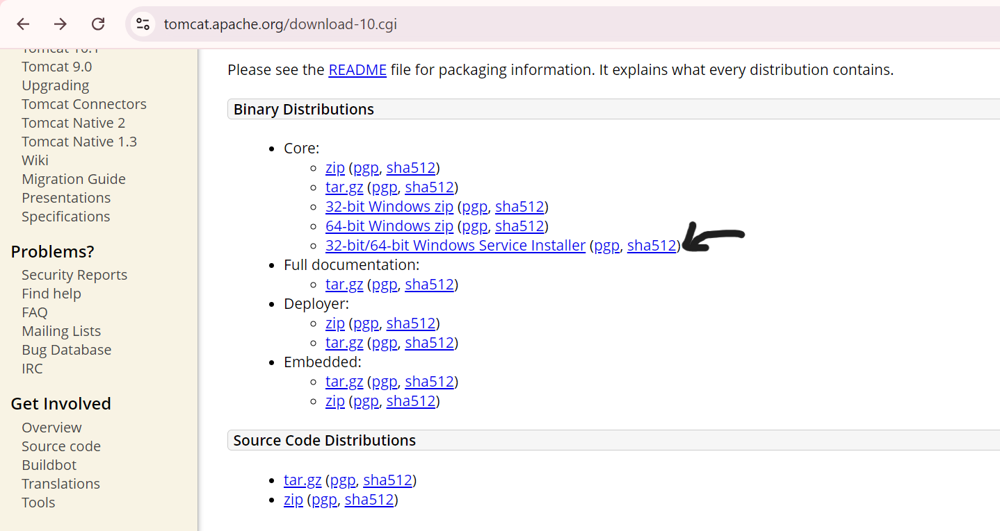 tomcat.apache.org/download-10.cgi
Tomcat 10.1
Tomcat 9.0
Upgrading
Tomcat Connectors
Tomcat Native 2
Tomcat Native 1.3
Wiki
Migration Guide
Presentations
Specifications
Problems?
Security Reports
Find help
FAQ
Mailing Lists
Bug Database
IRC
Get Involved
Overview
Source code
Buildbot
Translations
Tools
Please see the README file for packaging information. It explains what every distribution contains.
Binary Distributions
Core:
zip (pgp, sha512)
tar.gz (pgp, sha512)
32-bit Windows zip (pgp, sha512)
64-bit Windows zip (pgp, sha512)
32-bit/64-bit Windows Service Installer (pgp, sha512)
Full documentation:
tar.gz (pgp, sha512)
Deployer:
zip (pgp, sha512)
tar.gz (pgp, sha512)
Embedded:
tar.gz (pgp, sha512)
zip (pgp, sha512)
Source Code Distributions
tar.gz (pgp, sha512)
zip (pgp, sha512)